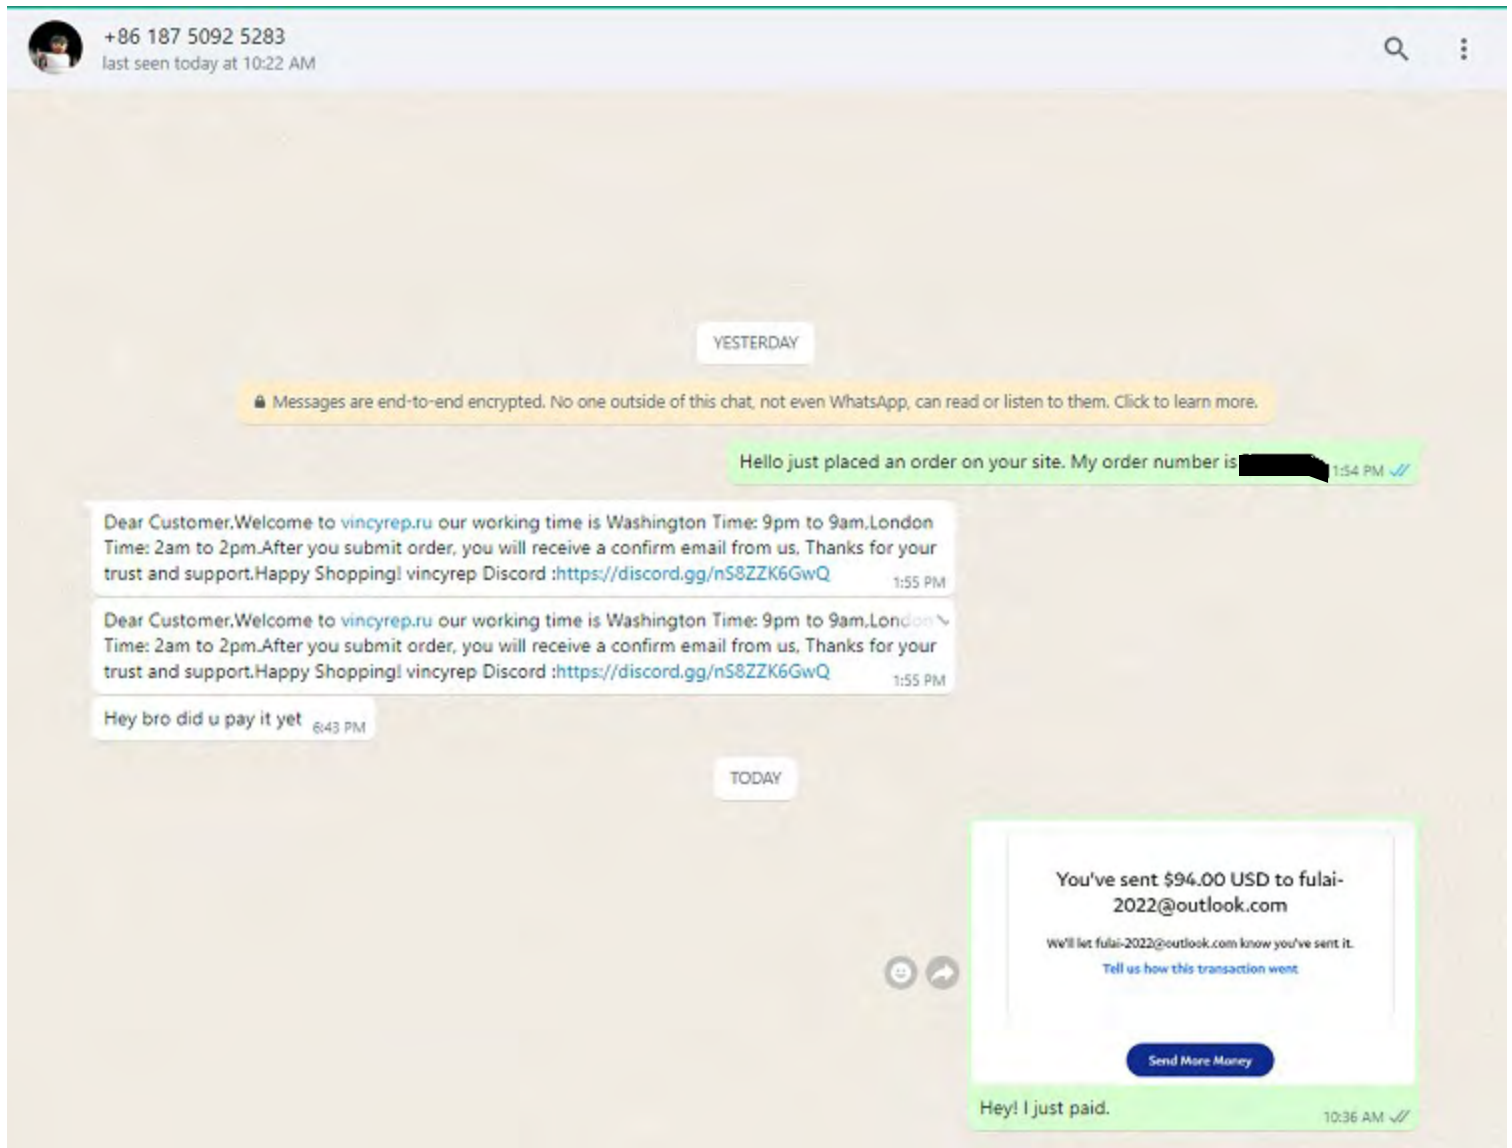 +86 187 5092 5283
last seen today at 10:22 AM
YESTERDAY
Messages are end-to-end encrypted. No one outside of this chat, not even WhatsApp, can read or listen to them. Click to learn more.
Hello just placed an order on your site. My order number is
1:54 PM
Dear Customer,Welcome to vincyrep.ru our working time is Washington Time: 9pm to 9am,London
Time: 2am to 2pm.After you submit order, you will receive a confirm email from us, Thanks for your
trust and support.Happy Shopping! vincyrep Discord :https://discord.gg/nS8ZZK6GwQ
1:55 PM
Dear Customer,Welcome to vincyrep.ru our working time is Washington Time: 9pm to 9am,London
Time: 2am to 2pm.After you submit order, you will receive a confirm email from us, Thanks for your
trust and support.Happy Shopping! vincyrep Discord :https://discord.gg/nS8ZZK6GwQ
1:55 PM
Hey bro did u pay it yet
6:43 PM
TODAY
You've sent $94.00 USD to fulai-
2022@outlook.com
We'll let fulai-2022@outlook.com know you've sent it.
Tell us how this transaction went
Send More Money
Hey! I just paid.
10:36 AM